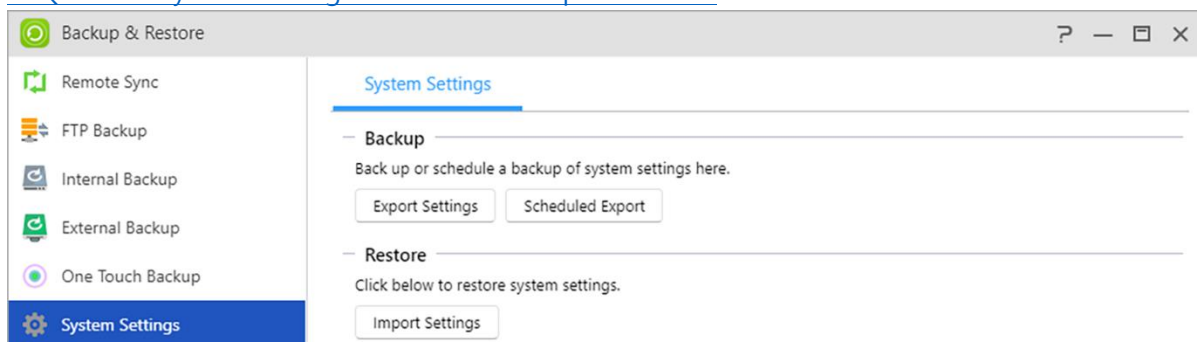 Backup & Restore
Remote Sync
FTP Backup
Internal Backup
External Backup
One Touch Backup
System Settings
System Settings
Backup
Back up or schedule a backup of system settings here.
Export Settings Scheduled Export
Restore
Click below to restore system settings.
Import Settings